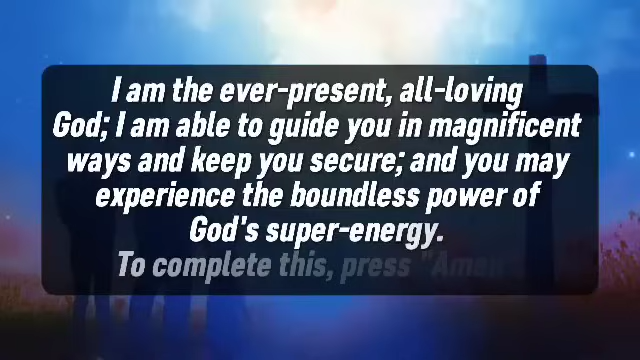 I am the ever-present, all-loving
God; I am able to guide you in magnificent
ways and keep you secure; and you may
experience the boundless power of
God's super-energy.
To complete this, press "Amen